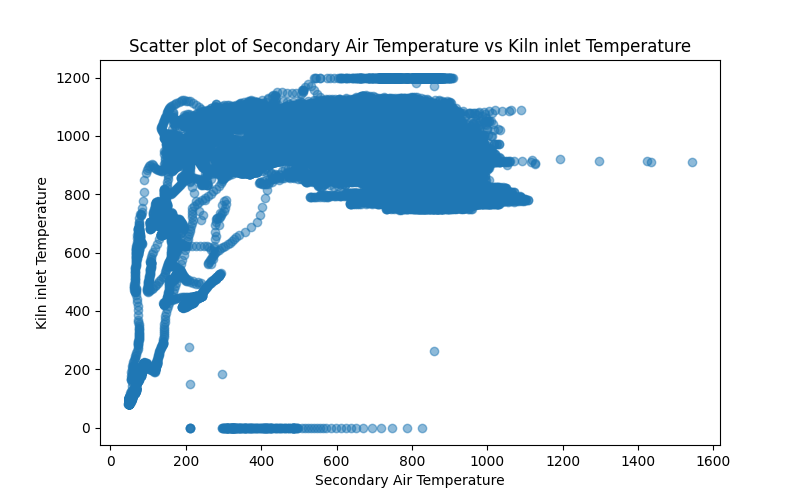 Scatter plot of Secondary Air Temperature vs Kiln inlet Temperature
1200
1000
800
600
400
200
0
Kiln inlet Temperature
0 200 400 600 800 1000 1200 1400 1600
Secondary Air Temperature